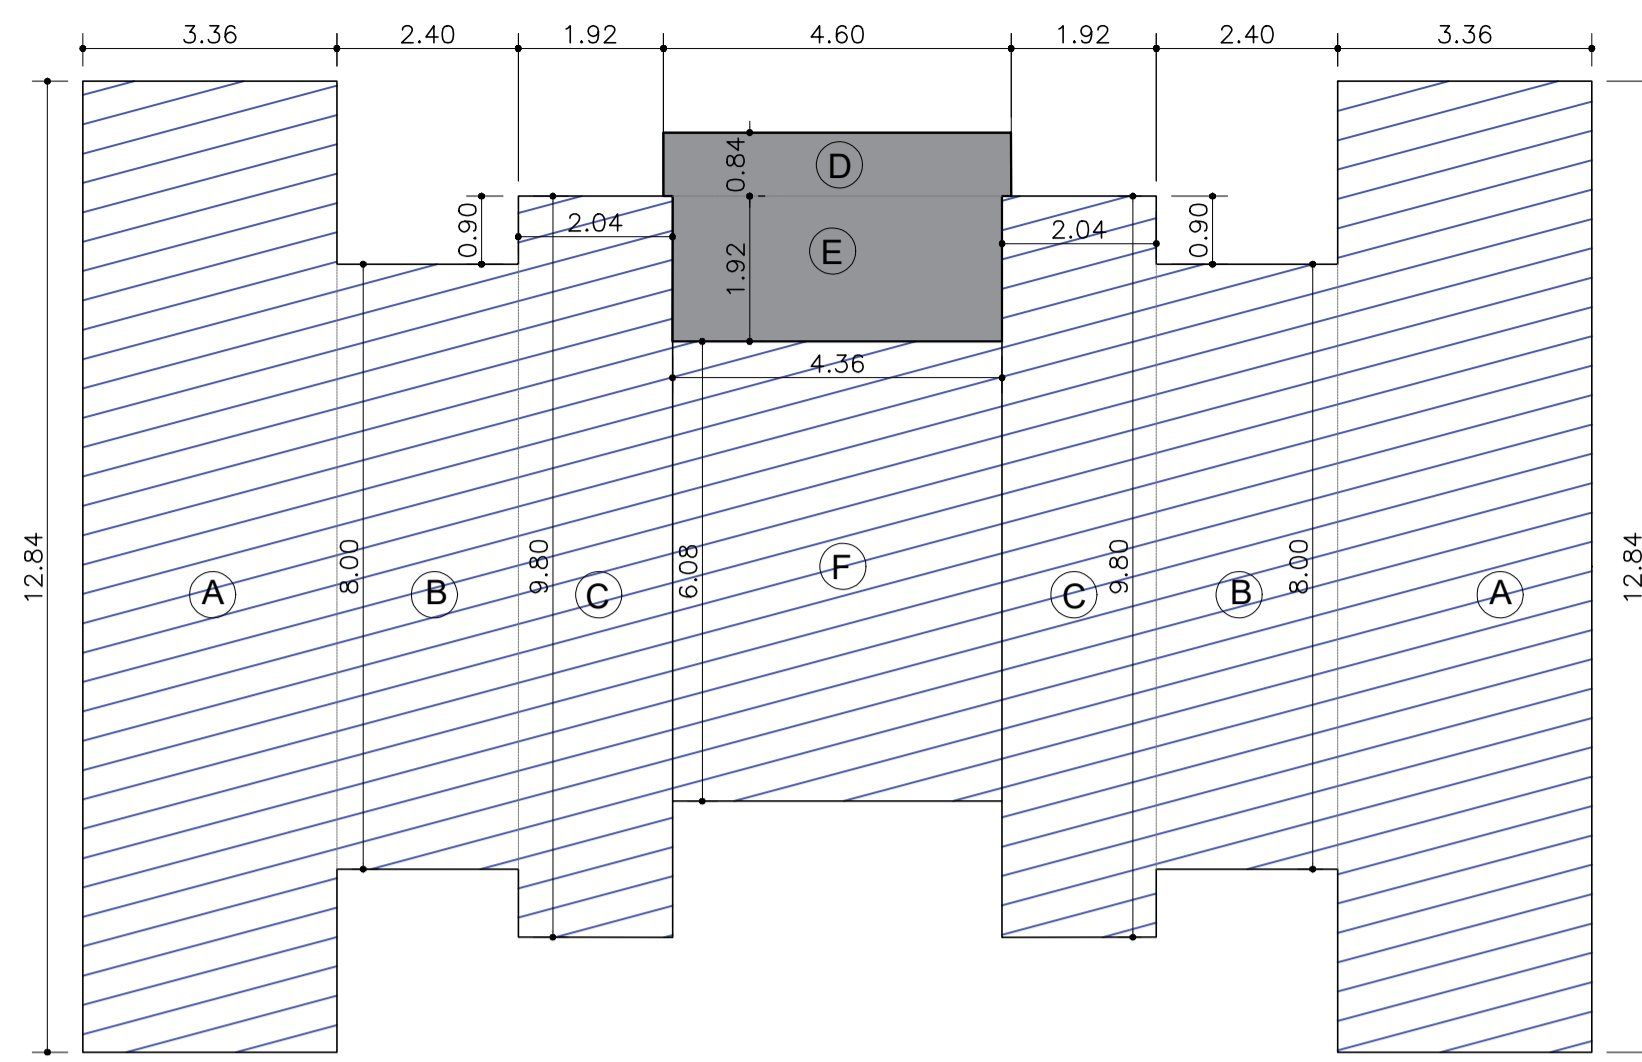 3.36 2.40 1.92 4.60 1.92 2.40 3.36
0.84 D
0.90 2.04 2.04 0.90
1.92 E
4.36
12.84 8.00 9.80 6.08 F 9.80 8.00 12.84
A B C C B A